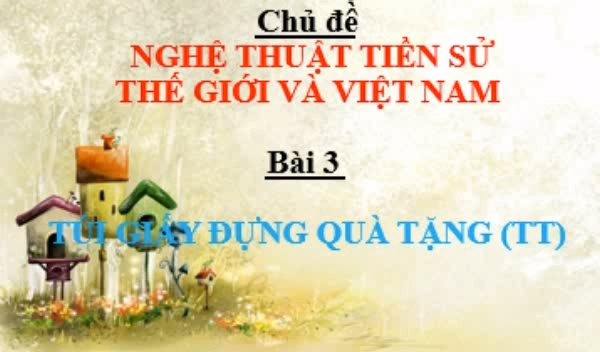 Chủ đề
NGHỆ THUẬT TIỀN SỬ
THẾ GIỚI VÀ VIỆT NAM
Bài 3
TÚI GIẤY ĐỰNG QUÀ TẶNG (TT)